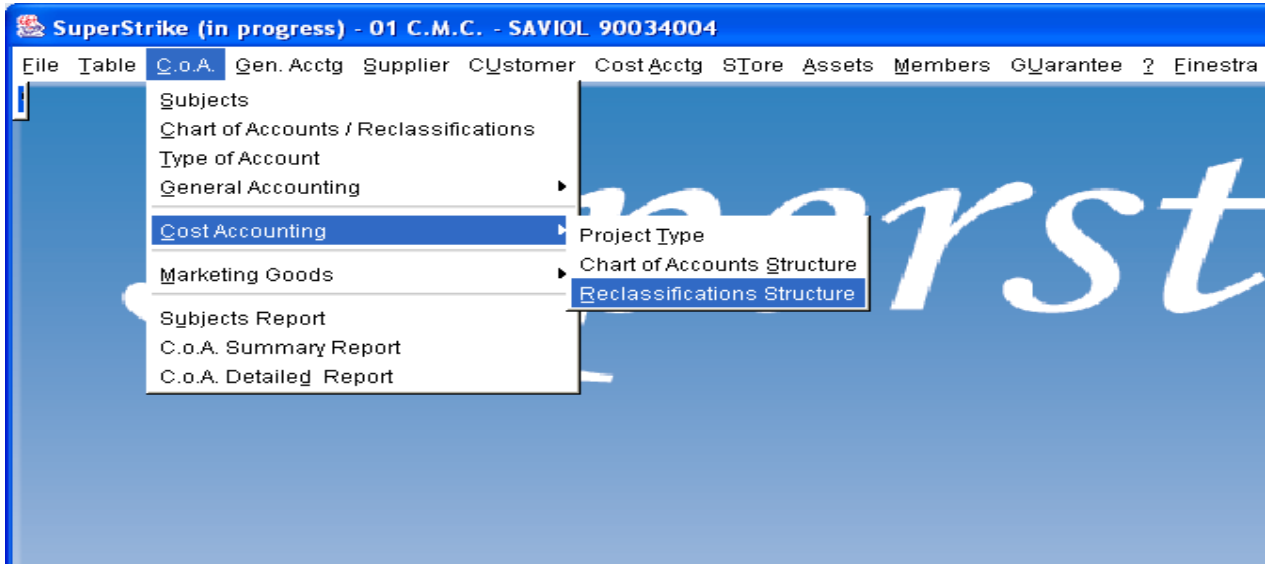 SuperStrike (in progress) - 01 C.M.C. - SAVIOL 90034004
File Table C.o.A. Gen. Acctg Supplier CUstomer Cost Acctg STore Assets Members GUarantee ? Finestra
Subjects
Chart of Accounts / Reclassifications
Type of Account
General Accounting
Cost Accounting
Project Type
Chart of Accounts Structure
Reclassifications Structure
Marketing Goods
Subjects Report
C.o.A. Summary Report
C.o.A. Detailed Report
perst